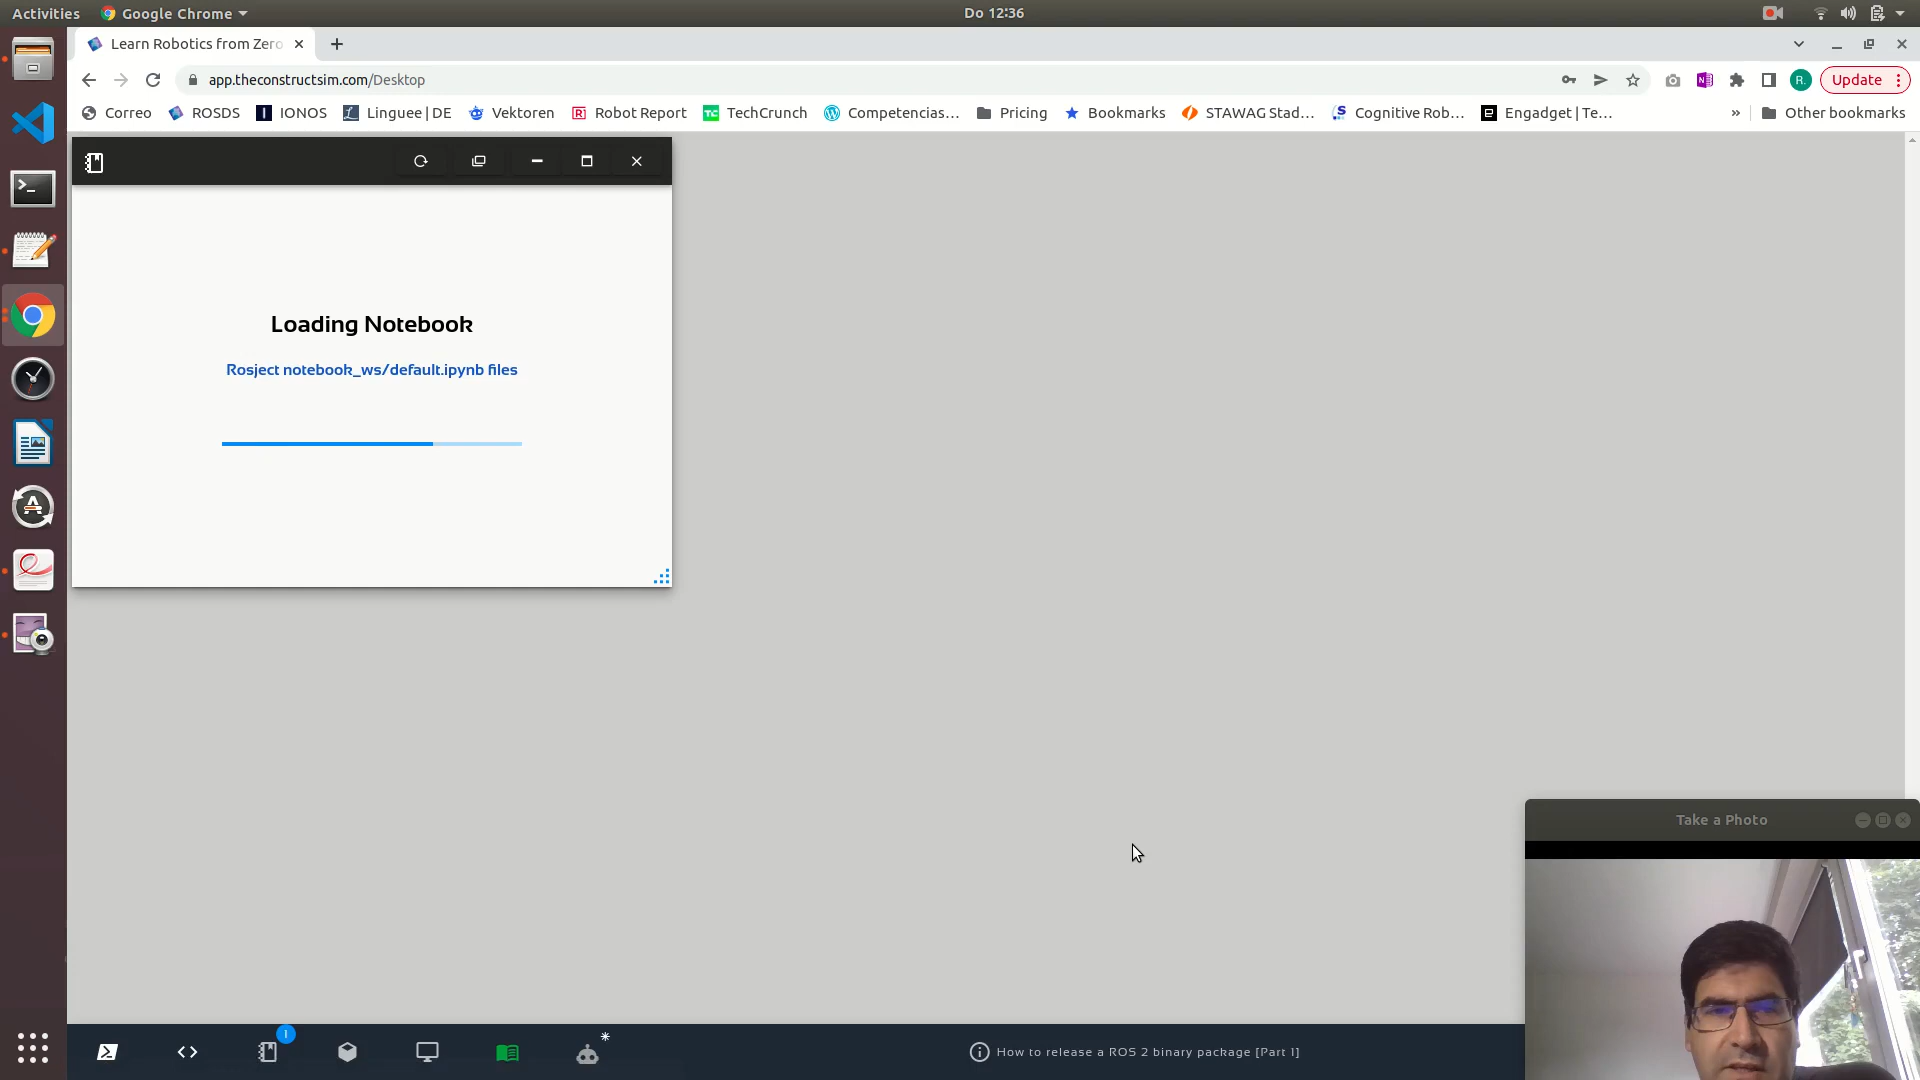 Activities
Google Chrome
Do 12:36
Learn Robotics from Zero
app.theconstructsim.com/Desktop
R.
Update
Correo
ROSDS
IONOS
Linguee | DE
Vektoren
Robot Report
TechCrunch
Competencias...
Pricing
Bookmarks
STAWAG Stad...
Cognitive Rob...
Engadget | Te...
»
Other bookmarks
Loading Notebook
Rosject notebook_ws/default.ipynb files
Take a Photo
1
How to release a ROS 2 binary package [Part 1]